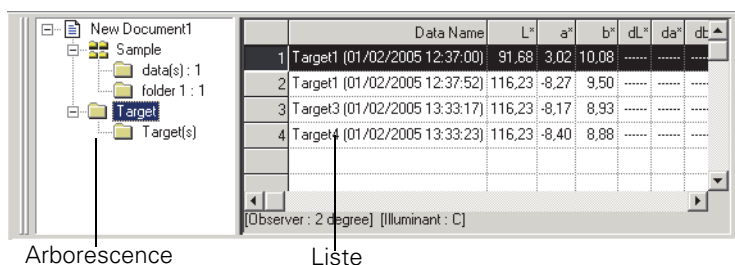 New Document1
Sample
data(s) : 1
folder 1 : 1
Target
Target(s)
Data Name L* a* b* dL* da*
1 Target1 (01/02/2005 12:37:00) 91,68 3,02 10,08 ----- -----
2 Target1 (01/02/2005 12:37:52) 116,23 -8,27 9,50 ----- -----
3 Target3 (01/02/2005 13:33:17) 116,23 -8,17 8,93 ----- -----
4 Target4 (01/02/2005 13:33:23) 116,23 -8,40 8,88 ----- -----
[Observer : 2 degree] [Illuminant : C]
Arborescence
Liste